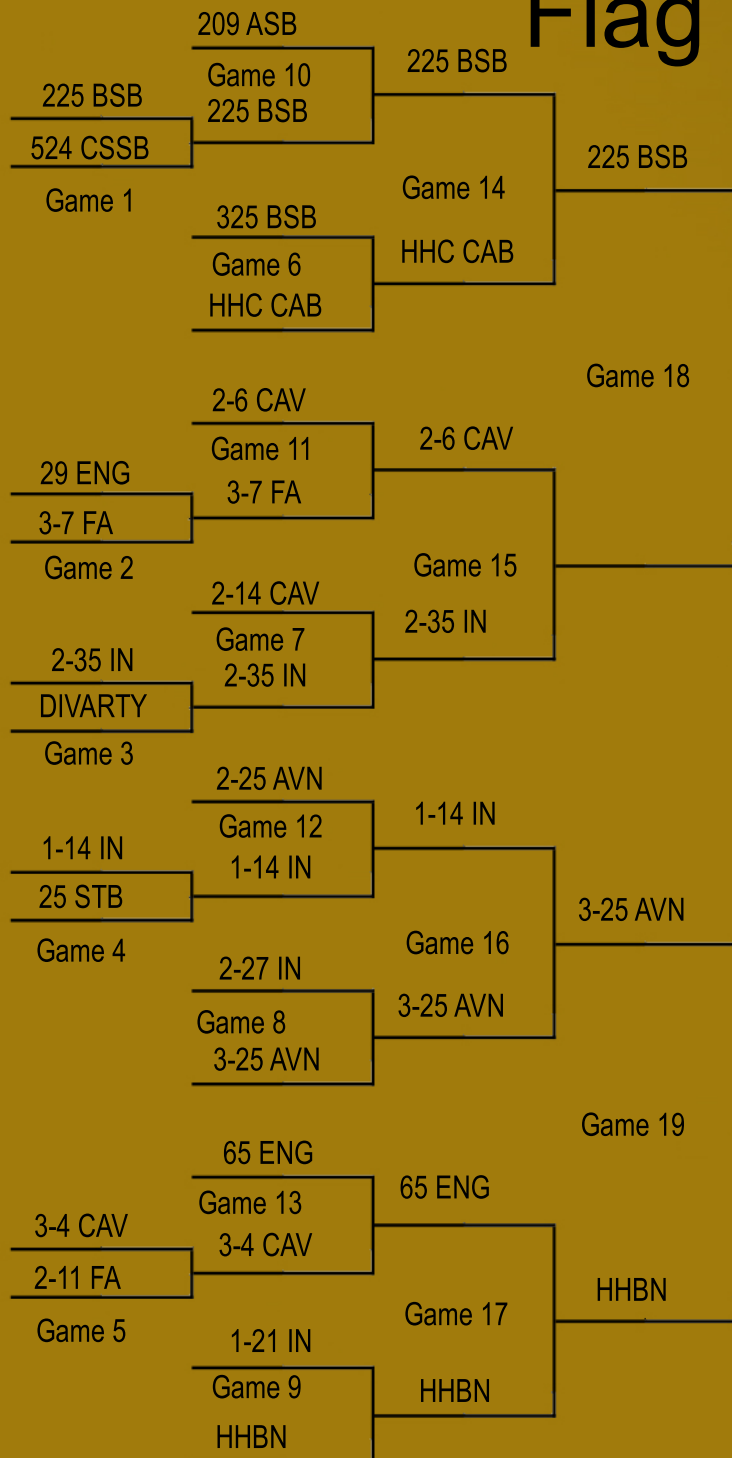 Flag
209 ASB
Game 10
225 BSB
225 BSB
225 BSB
524 CSSB
Game 1
225 BSB
Game 14
325 BSB
Game 6
HHC CAB
HHC CAB
Game 18
2-6 CAV
Game 11
3-7 FA
2-6 CAV
29 ENG
3-7 FA
Game 2
Game 15
2-14 CAV
Game 7
2-35 IN
2-35 IN
2-35 IN
DIVARTY
Game 3
2-25 AVN
Game 12
1-14 IN
1-14 IN
1-14 IN
25 STB
Game 4
3-25 AVN
Game 16
2-27 IN
Game 8
3-25 AVN
3-25 AVN
Game 19
65 ENG
Game 13
3-4 CAV
65 ENG
3-4 CAV
2-11 FA
Game 5
HHBN
Game 17
1-21 IN
Game 9
HHBN
HHBN